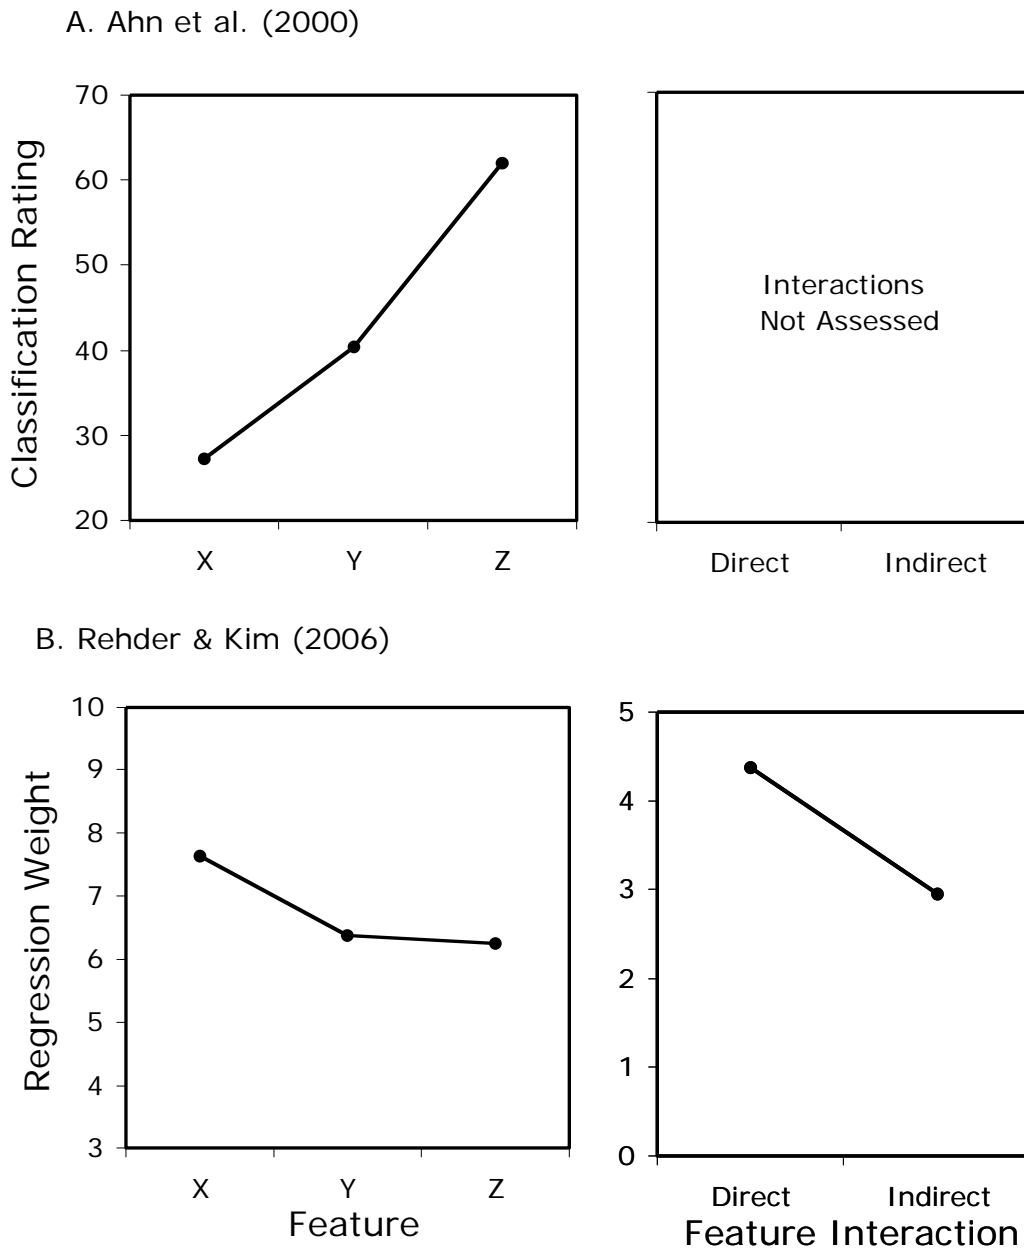 A. Ahn et al. (2000)
Classification Rating
70
60
50
40
30
20
X Y Z
Interactions
Not Assessed
Direct Indirect
B. Rehder & Kim (2006)
Regression Weight
10
9
8
7
6
5
4
3
X Y Z
Feature
5
4
3
2
1
0
Direct Indirect
Feature Interaction